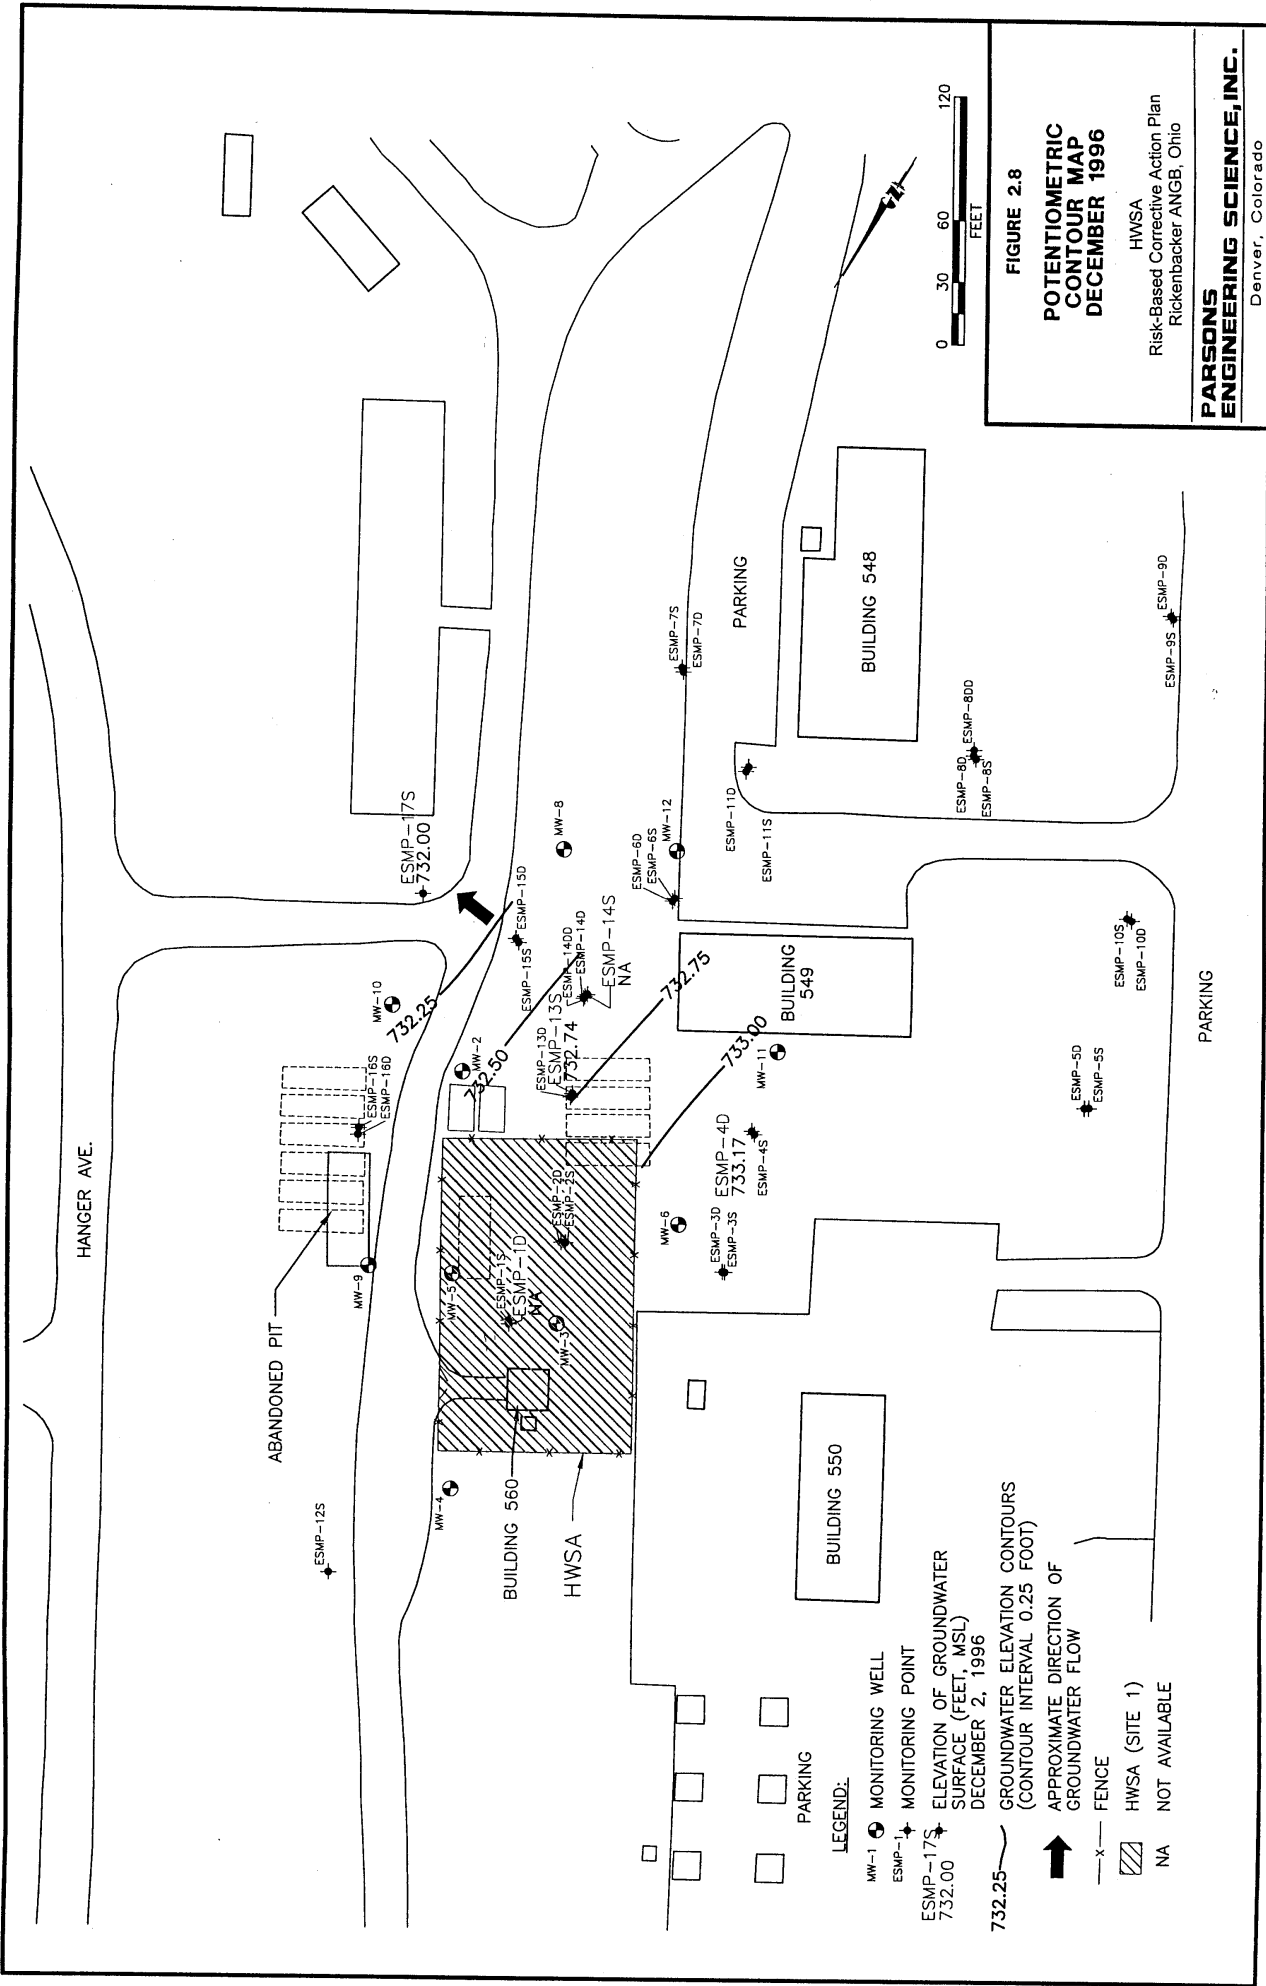 HANGER AVE.
ABANDONED PIT
ESMP-12S
MW-9
ESMP-16S
ESMP-16D
MW-10
ESMP-17S
732.00
MW-4
MW-5
MW-2
732.25
732.50
ESMP-15D
ESMP-15S
BUILDING 560
HWSA
ESMP-1S
ESMP-1D
NA
MW-3
ESMP-2D
ESMP-2S
ESMP-13D
ESMP-13S
732.74
ESMP-14DD
ESMP-14D
ESMP-14S
NA
MW-8
MW-6
732.75
733.00
ESMP-6D
ESMP-6S
MW-12
ESMP-7S
ESMP-7D
ESMP-3D
ESMP-3S
ESMP-4D
733.17
ESMP-4S
MW-11
BUILDING
549
ESMP-11D
ESMP-11S
PARKING
BUILDING 548
BUILDING 550
ESMP-8D
ESMP-8S
ESMP-8DD
ESMP-5D
ESMP-5S
ESMP-10S
ESMP-10D
ESMP-9S
ESMP-9D
PARKING
PARKING
LEGEND:
MW-1 MONITORING WELL
ESMP-1 MONITORING POINT
ESMP-17S
732.00
ELEVATION OF GROUNDWATER
SURFACE (FEET, MSL)
DECEMBER 2, 1996
732.25 GROUNDWATER ELEVATION CONTOURS
(CONTOUR INTERVAL 0.25 FOOT)
APPROXIMATE DIRECTION OF
GROUNDWATER FLOW
x FENCE
HWSA (SITE 1)
NA NOT AVAILABLE
N
0 30 60 120
FEET
FIGURE 2.8
POTENTIOMETRIC
CONTOUR MAP
DECEMBER 1996
HWSA
Risk-Based Corrective Action Plan
Rickenbacker ANGB, Ohio
PARSONS
ENGINEERING SCIENCE, INC.
Denver, Colorado